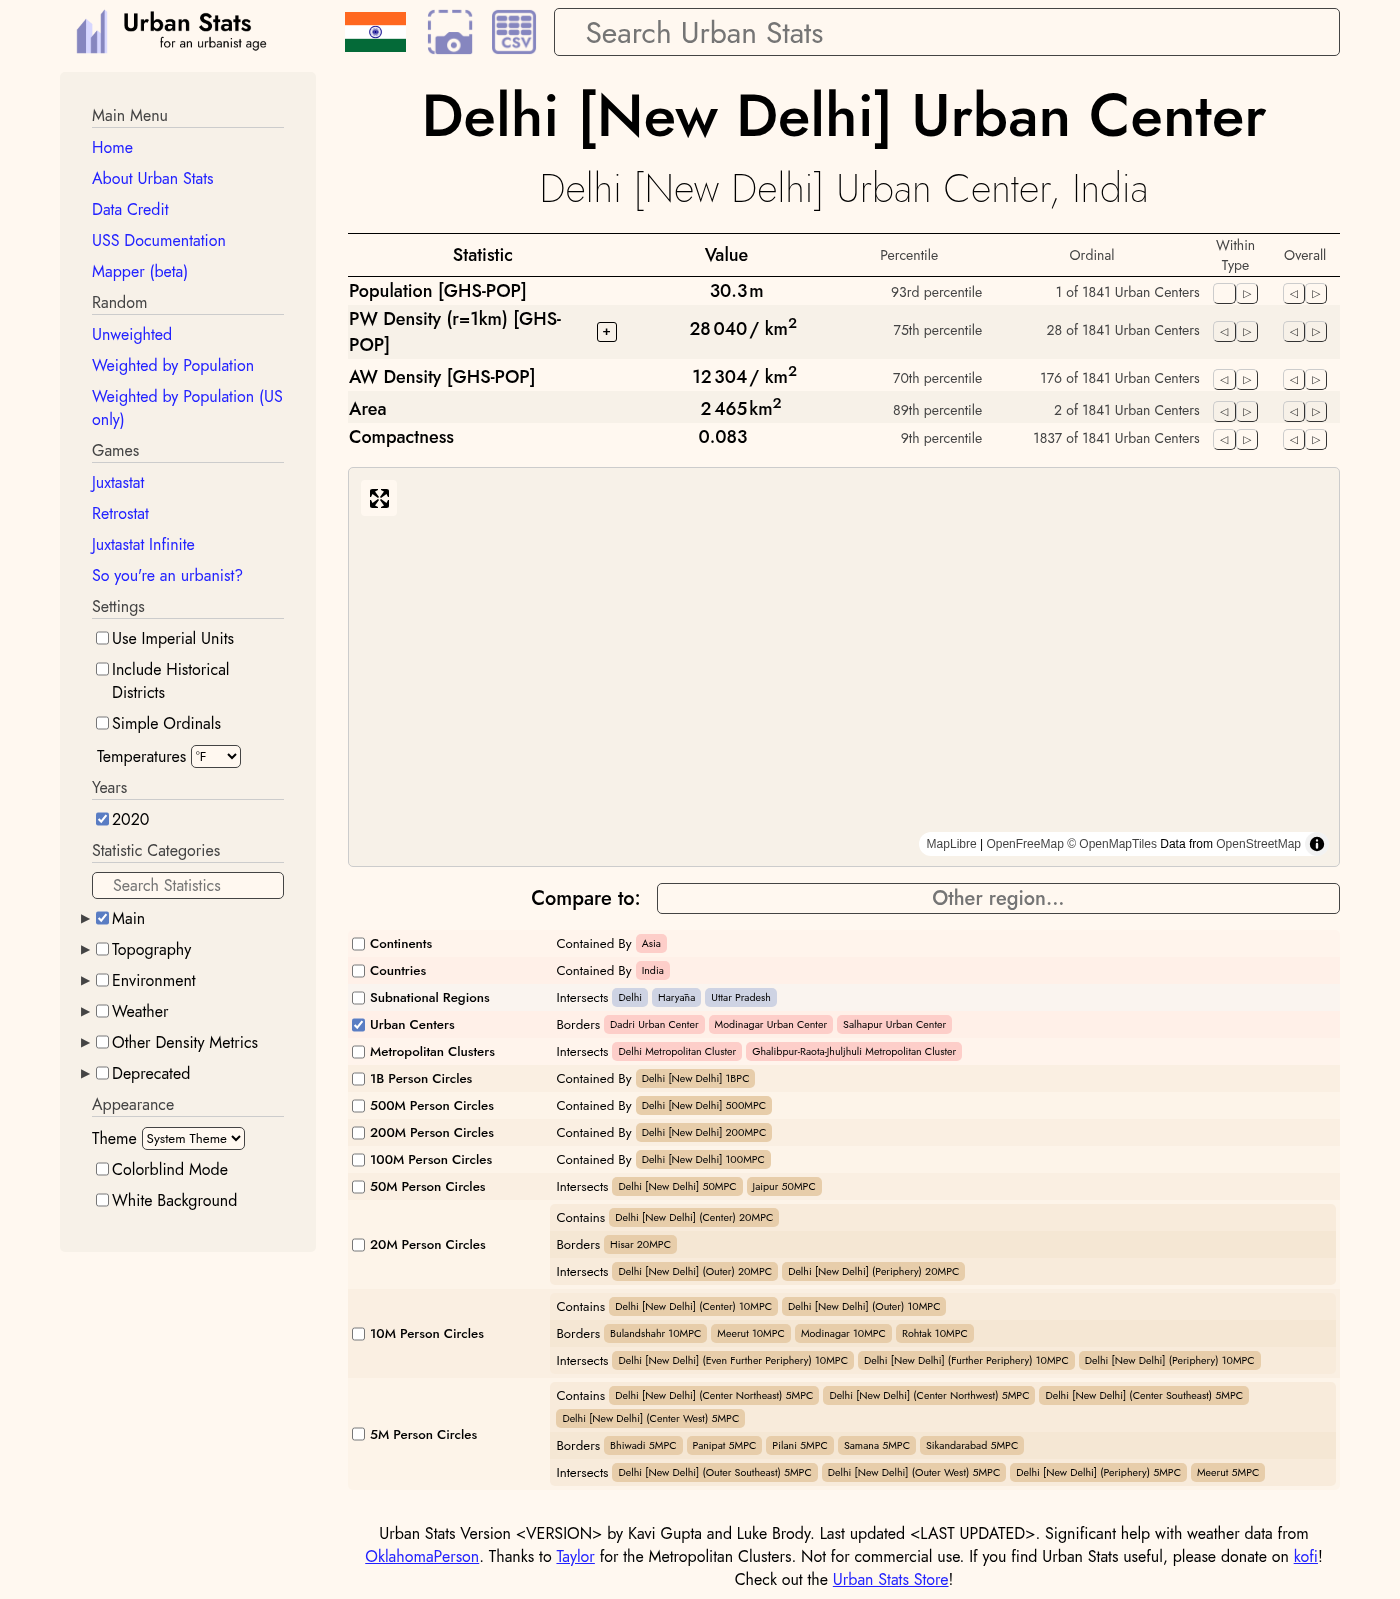 Urban Stats
for an urbanist age
CSV
Search Urban Stats
Main Menu
Home
About Urban Stats
Data Credit
USS Documentation
Mapper (beta)
Random
Unweighted
Weighted by Population
Weighted by Population (US
only)
Games
Juxtastat
Retrostat
Juxtastat Infinite
So you're an urbanist?
Settings
Use Imperial Units
Include Historical
Districts
Simple Ordinals
Temperatures °F
Years
2020
Statistic Categories
Search Statistics
Main
Topography
Environment
Weather
Other Density Metrics
Deprecated
Appearance
Theme System Theme
Colorblind Mode
White Background
Delhi [New Delhi] Urban Center
Delhi [New Delhi] Urban Center, India
Statistic Value Percentile Ordinal Within Type Overall
Population [GHS-POP] 30.3 m 93rd percentile 1 of 1841 Urban Centers
PW Density (r=1km) [GHS-
POP] + 28 040 / km² 75th percentile 28 of 1841 Urban Centers
AW Density [GHS-POP] 12 304 / km² 70th percentile 176 of 1841 Urban Centers
Area 2 465 km² 89th percentile 2 of 1841 Urban Centers
Compactness 0.083 9th percentile 1837 of 1841 Urban Centers
MapLibre | OpenFreeMap © OpenMapTiles Data from OpenStreetMap
Compare to: Other region...
Continents Contained By Asia
Countries Contained By India
Subnational Regions Intersects Delhi Haryāna Uttar Pradesh
Urban Centers Borders Dadri Urban Center Modinagar Urban Center Salhapur Urban Center
Metropolitan Clusters Intersects Delhi Metropolitan Cluster Ghalibpur-Raota-Jhuljhuli Metropolitan Cluster
1B Person Circles Contained By Delhi [New Delhi] 1BPC
500M Person Circles Contained By Delhi [New Delhi] 500MPC
200M Person Circles Contained By Delhi [New Delhi] 200MPC
100M Person Circles Contained By Delhi [New Delhi] 100MPC
50M Person Circles Intersects Delhi [New Delhi] 50MPC Jaipur 50MPC
20M Person Circles
Contains Delhi [New Delhi] (Center) 20MPC
Borders Hisar 20MPC
Intersects Delhi [New Delhi] (Outer) 20MPC Delhi [New Delhi] (Periphery) 20MPC
10M Person Circles
Contains Delhi [New Delhi] (Center) 10MPC Delhi [New Delhi] (Outer) 10MPC
Borders Bulandshahr 10MPC Meerut 10MPC Modinagar 10MPC Rohtak 10MPC
Intersects Delhi [New Delhi] (Even Further Periphery) 10MPC Delhi [New Delhi] (Further Periphery) 10MPC Delhi [New Delhi] (Periphery) 10MPC
5M Person Circles
Contains Delhi [New Delhi] (Center Northeast) 5MPC Delhi [New Delhi] (Center Northwest) 5MPC Delhi [New Delhi] (Center Southeast) 5MPC
Delhi [New Delhi] (Center West) 5MPC
Borders Bhiwadi 5MPC Panipat 5MPC Pilani 5MPC Samana 5MPC Sikandarabad 5MPC
Intersects Delhi [New Delhi] (Outer Southeast) 5MPC Delhi [New Delhi] (Outer West) 5MPC Delhi [New Delhi] (Periphery) 5MPC Meerut 5MPC
Urban Stats Version <VERSION> by Kavi Gupta and Luke Brody. Last updated <LAST UPDATED>. Significant help with weather data from
OklahomaPerson. Thanks to Taylor for the Metropolitan Clusters. Not for commercial use. If you find Urban Stats useful, please donate on kofi!
Check out the Urban Stats Store!